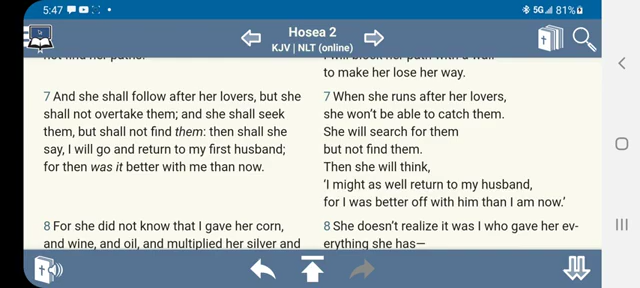 5:47
5G 81%
Hosea 2
KJV | NLT (online)
to make her lose her way.
7 And she shall follow after her lovers, but she
shall not overtake them; and she shall seek
them, but shall not find them: then shall she
say, I will go and return to my first husband;
for then was it better with me than now.
8 For she did not know that I gave her corn,
and wine, and oil, and multiplied her silver and
7 When she runs after her lovers,
she won't be able to catch them.
She will search for them
but not find them.
Then she will think,
'I might as well return to my husband,
for I was better off with him than I am now.'
8 She doesn't realize it was I who gave her ev-
erything she has—